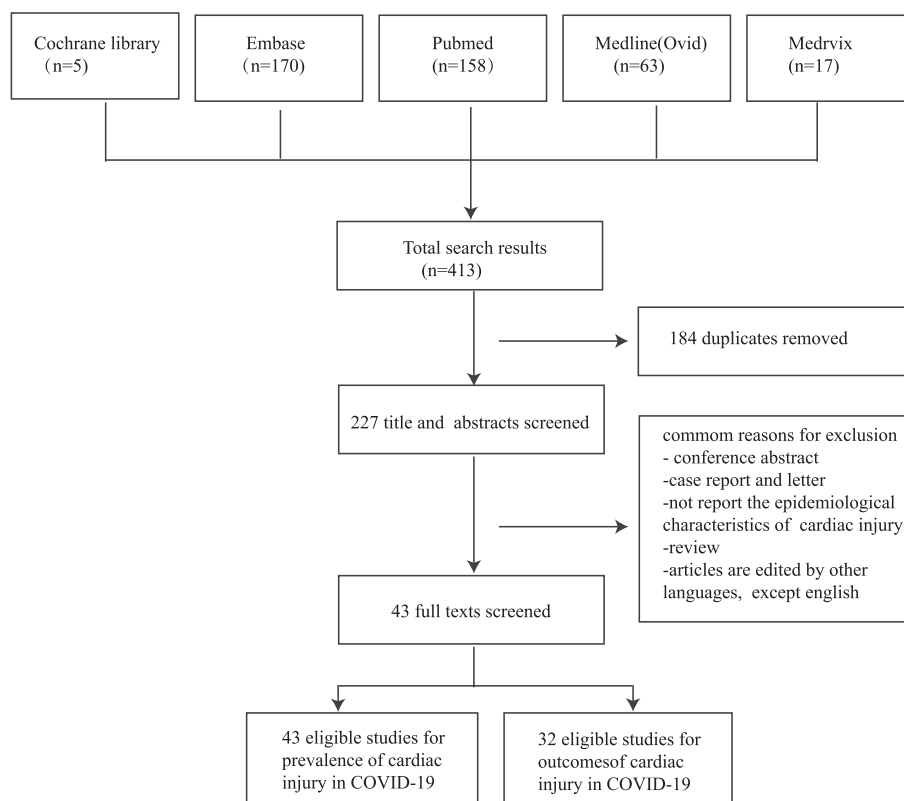 Cochrane library
（n=5)
Embase
（n=170)
Pubmed
(n=158）
Medline(Ovid)
(n=63)
Medrvix
(n=17)
Total search results
(n=413)
184 duplicates removed
227 title and abstracts screened
commom reasons for exclusion
- conference abstract
-case report and letter
-not report the epidemiological
characteristics of cardiac injury
-review
-articles are edited by other
languages, except english
43 full texts screened
43 eligible studies for
prevalence of cardiac
injury in COVID-19
32 eligible studies for
outcomesof cardiac
injury in COVID-19